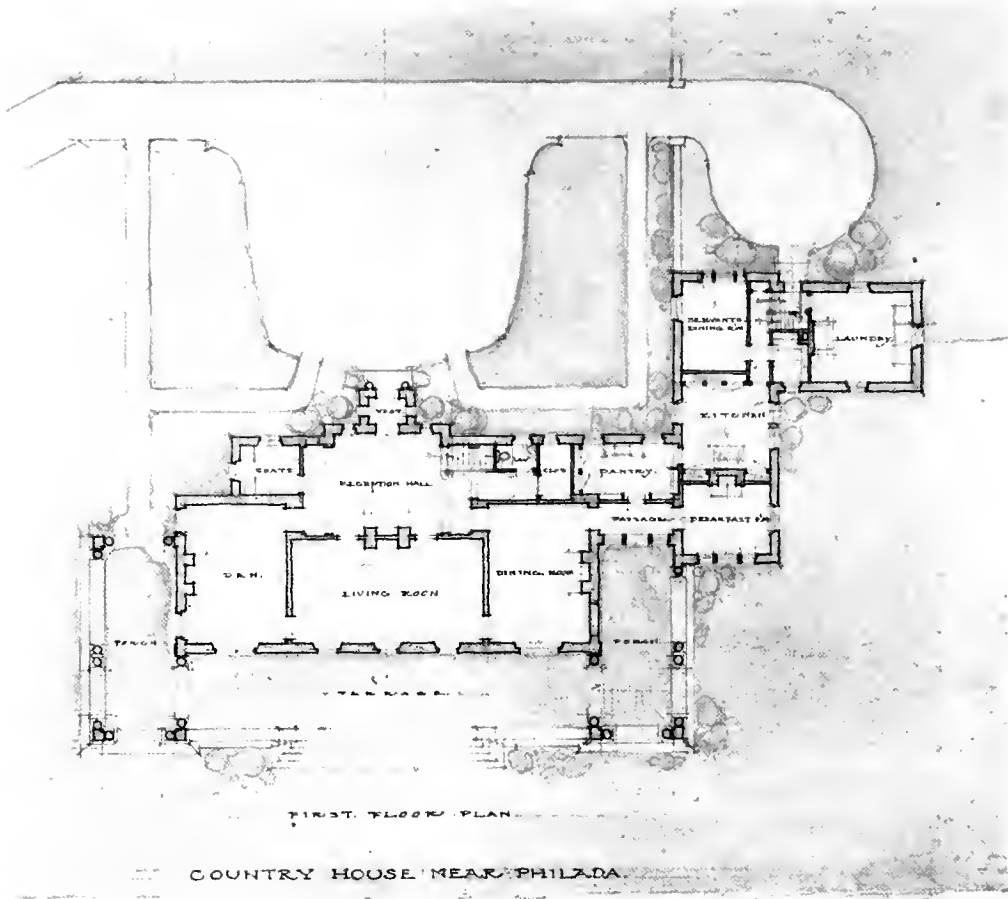 SERVANTS
DINING RM
LAUNDRY
VEST
KITCHEN
COATS
CLOS
PANTRY
RECEPTION HALL
PASSAGE
BREAKFAST RM
DEN
DINING ROOM
LIVING ROOM
PORCH
PORCH
TERRACE
FIRST FLOOR PLAN
COUNTRY HOUSE NEAR PHILADA.